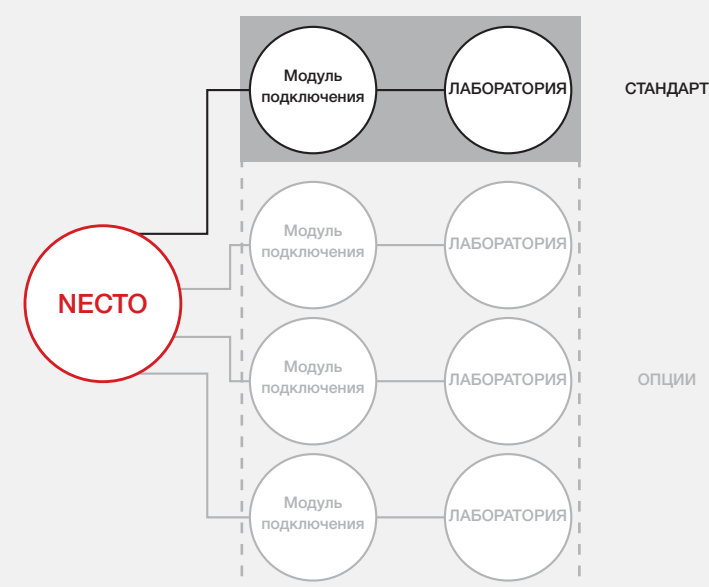 Модуль
подключения
ЛАБОРАТОРИЯ
СТАНДАРТ
Модуль
подключения
ЛАБОРАТОРИЯ
NECTO
Модуль
подключения
ЛАБОРАТОРИЯ
ОПЦИИ
Модуль
подключения
ЛАБОРАТОРИЯ